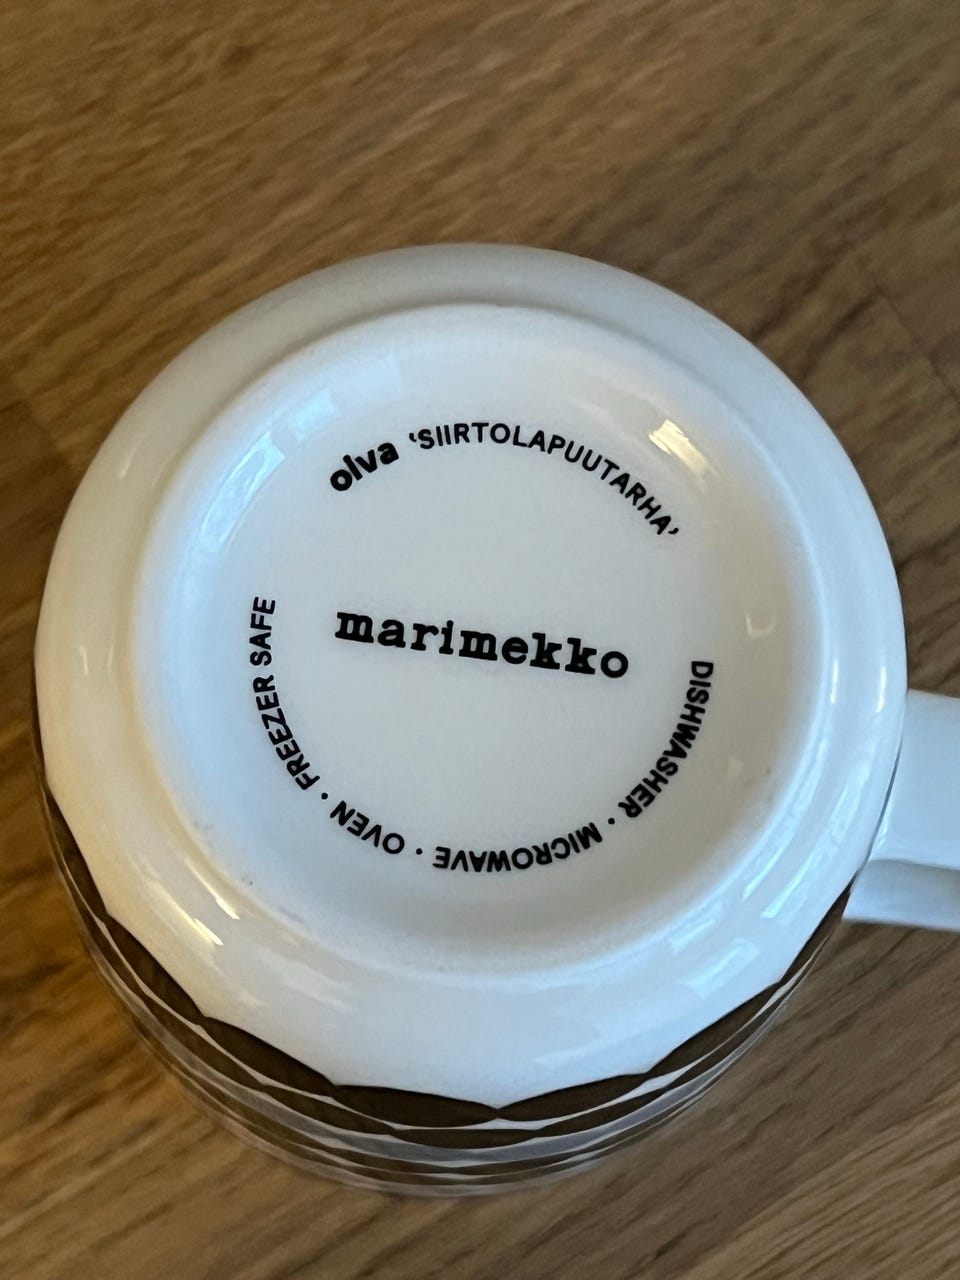 olva 'SIIRTOLAPUUTARHA'
marimekko
DISHWASHER · MICROWAVE · OVEN · FREEZER SAFE